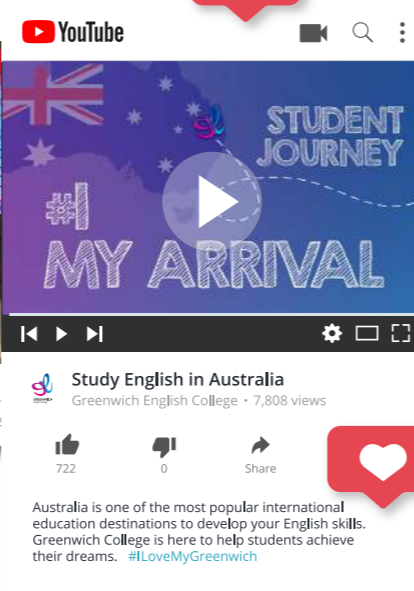 YouTube
STUDENT
JOURNEY
#1
MY ARRIVAL
Study English in Australia
Greenwich English College • 7,808 views
722
0
Share
Australia is one of the most popular international
education destinations to develop your English skills.
Greenwich College is here to help students achieve
their dreams. #ILoveMyGreenwich